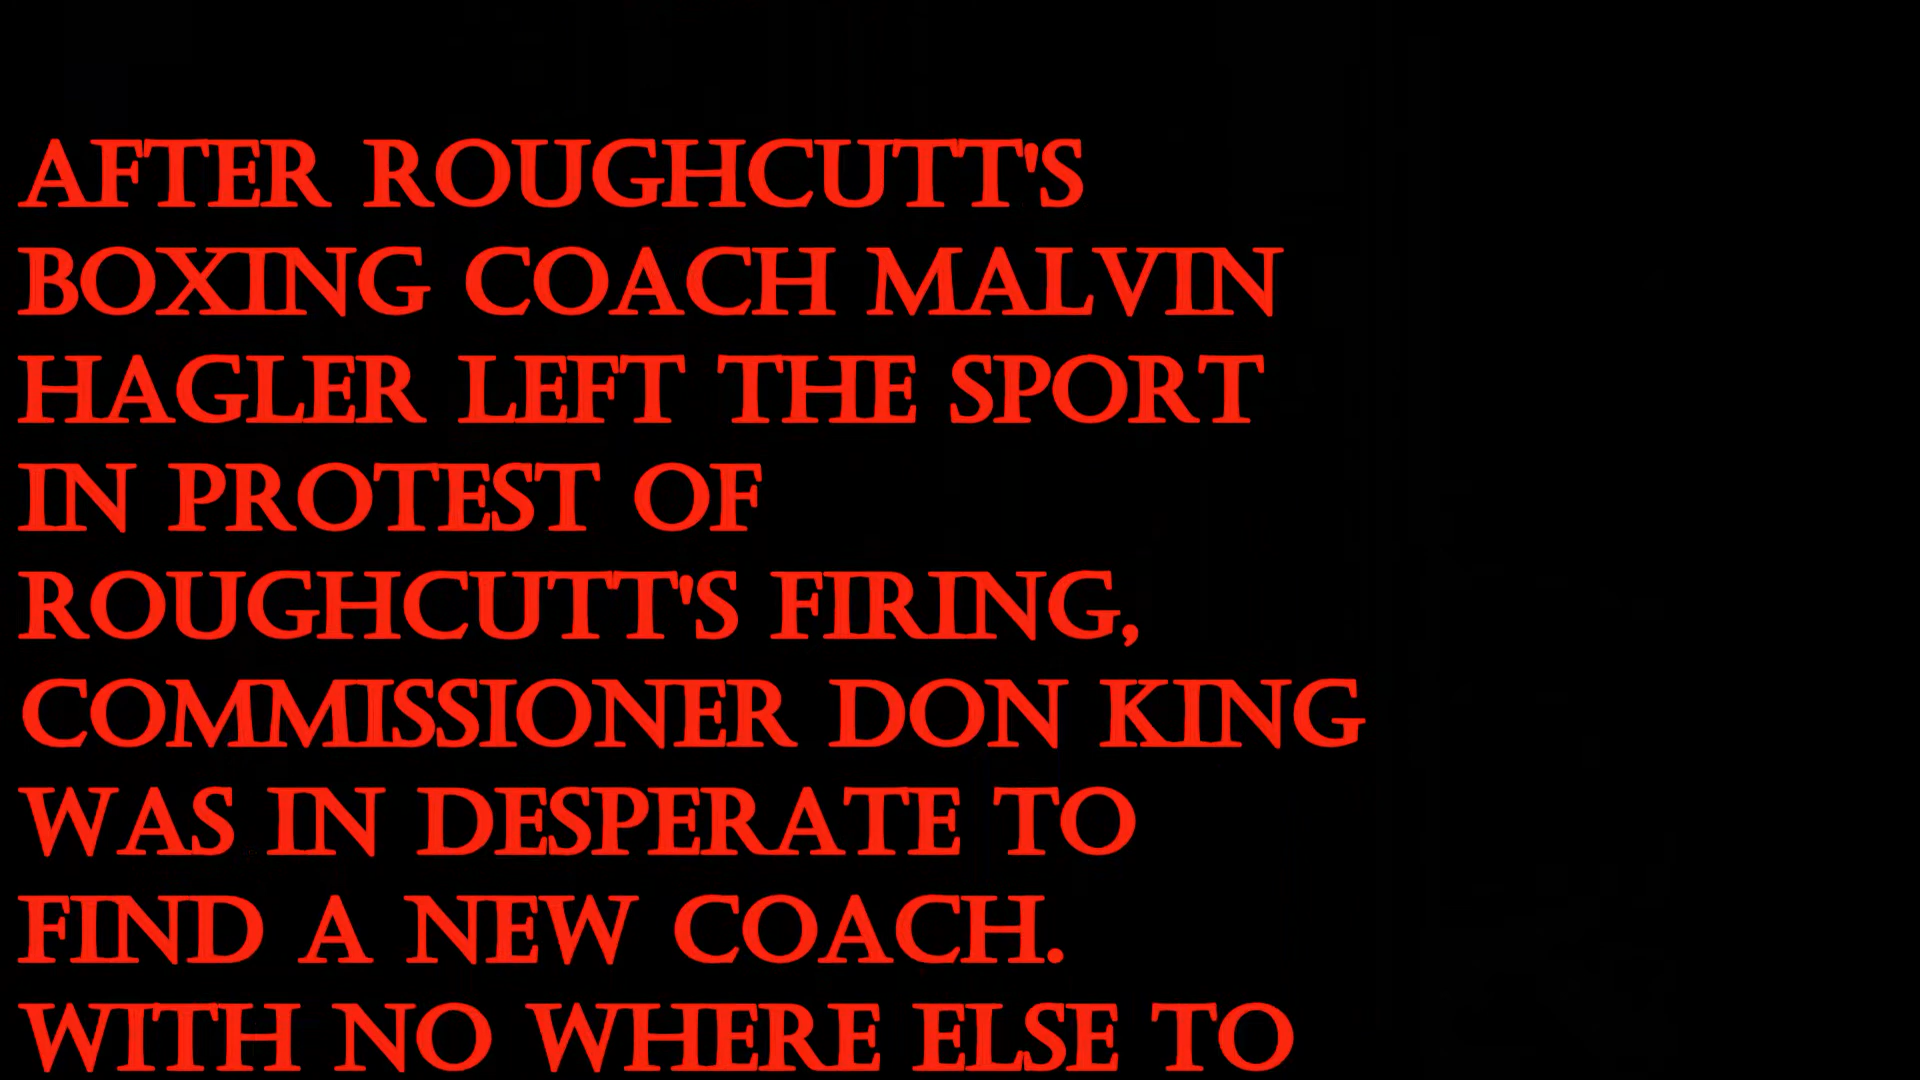 AFTER ROUGHCUTT'S
BOXING COACH MALVIN
HAGLER LEFT THE SPORT
IN PROTEST OF
ROUGHCUTT'S FIRING,
COMMISSIONER DON KING
WAS IN DESPERATE TO
FIND A NEW COACH.
WITH NO WHERE ELSE TO